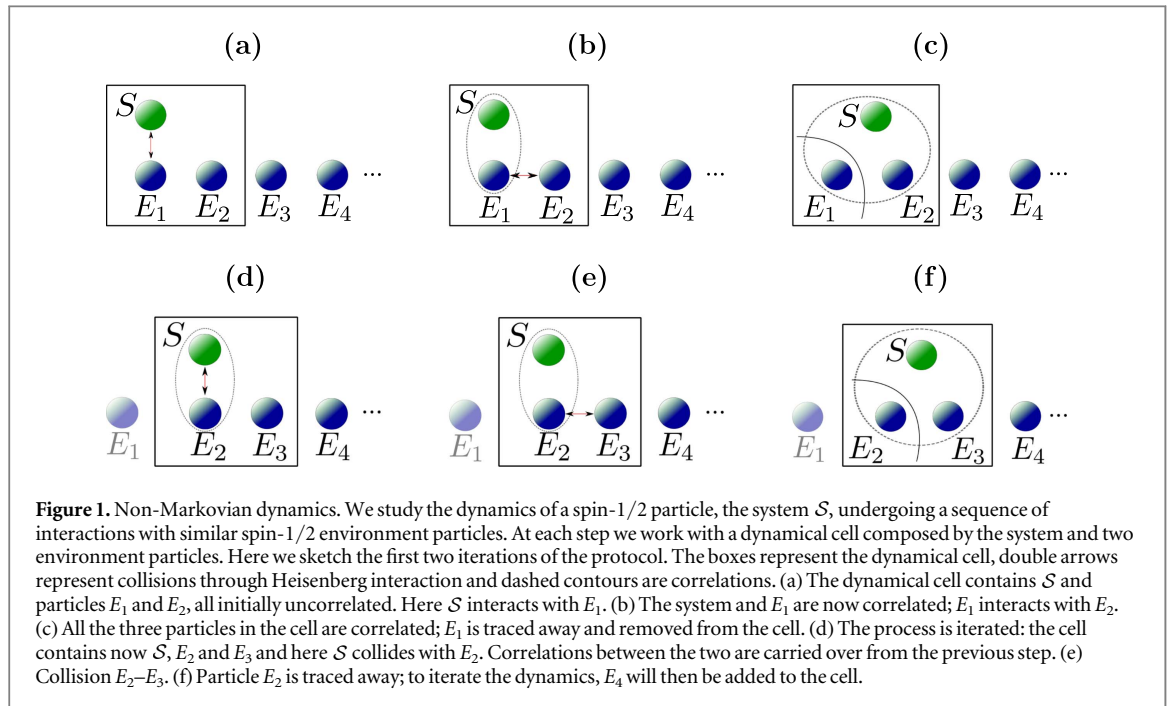 (a) (b) (c)
S S S
E₁ E₂ E₃ E₄ ...
E₁ E₂ E₃ E₄ ...
E₁ E₂ E₃ E₄ ...
(d) (e) (f)
S S S
E₁ E₂ E₃ E₄ ...
E₁ E₂ E₃ E₄ ...
E₁ E₂ E₃ E₄ ...
Figure 1. Non-Markovian dynamics. We study the dynamics of a spin-1/2 particle, the system 𝒮, undergoing a sequence of
interactions with similar spin-1/2 environment particles. At each step we work with a dynamical cell composed by the system and two
environment particles. Here we sketch the first two iterations of the protocol. The boxes represent the dynamical cell, double arrows
represent collisions through Heisenberg interaction and dashed contours are correlations. (a) The dynamical cell contains 𝒮 and
particles E₁ and E₂, all initially uncorrelated. Here 𝒮 interacts with E₁. (b) The system and E₁ are now correlated; E₁ interacts with E₂.
(c) All the three particles in the cell are correlated; E₁ is traced away and removed from the cell. (d) The process is iterated: the cell
contains now 𝒮, E₂ and E₃ and here 𝒮 collides with E₂. Correlations between the two are carried over from the previous step. (e)
Collision E₂–E₃. (f) Particle E₂ is traced away; to iterate the dynamics, E₄ will then be added to the cell.